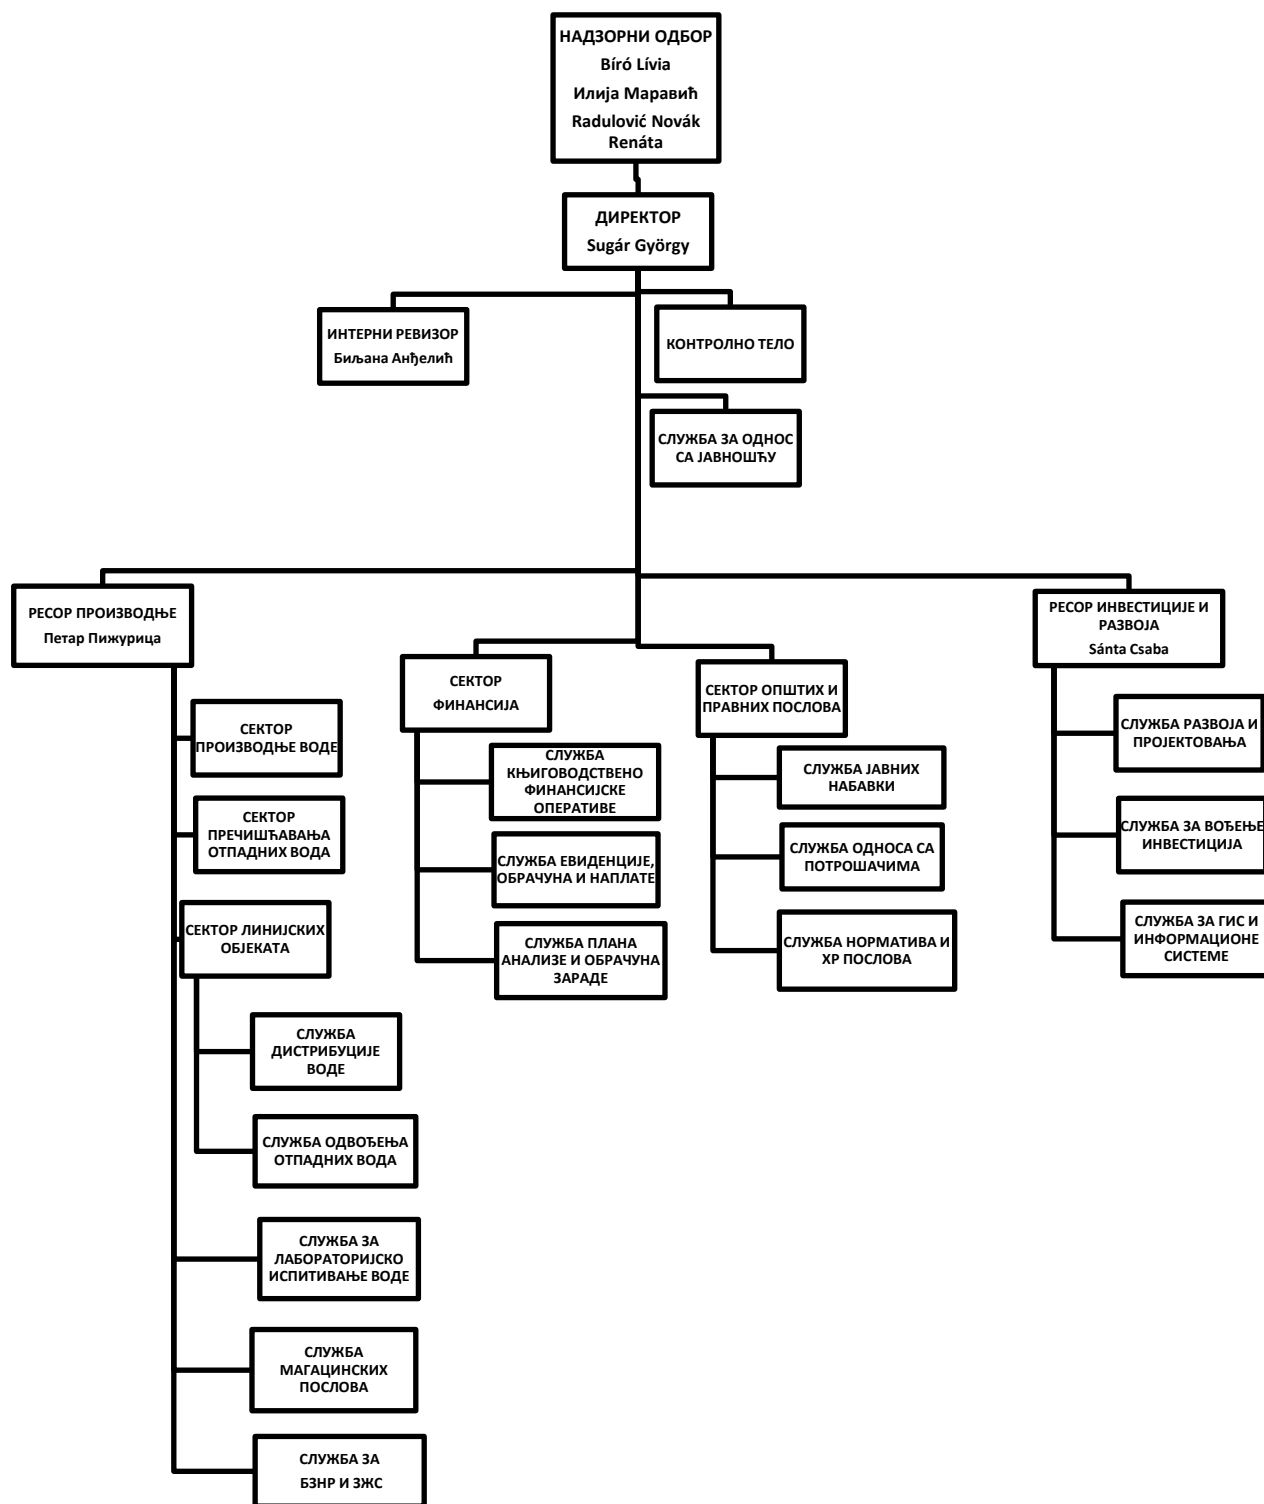 НАДЗОРНИ ОДБОР
Bíró Lívia
Илија Маравић
Radulović Novák
Renáta
ДИРЕКТОР
Sugár György
ИНТЕРНИ РЕВИЗОР
Биљана Анђелић
КОНТРОЛНО ТЕЛО
СЛУЖБА ЗА ОДНОС
СА ЈАВНОШЋУ
РЕСОР ПРОИЗВОДЊЕ
Петар Пижурица
СЕКТОР
ПРОИЗВОДЊЕ ВОДЕ
СЕКТОР
ПРЕЧИШЋАВАЊА
ОТПАДНИХ ВОДА
СЕКТОР ЛИНИЈСКИХ
ОБЈЕКАТА
СЛУЖБА
ДИСТРИБУЦИЈЕ
ВОДЕ
СЛУЖБА ОДВОЂЕЊА
ОТПАДНИХ ВОДА
СЛУЖБА ЗА
ЛАБОРАТОРИЈСКО
ИСПИТИВАЊЕ ВОДЕ
СЛУЖБА
МАГАЦИНСКИХ
ПОСЛОВА
СЛУЖБА ЗА
БЗНР И ЗЖС
СЕКТОР
ФИНАНСИЈА
СЛУЖБА
КЊИГОВОДСТВЕНО
ФИНАНСИЈСКЕ
ОПЕРАТИВЕ
СЛУЖБА ЕВИДЕНЦИЈЕ,
ОБРАЧУНА И НАПЛАТЕ
СЛУЖБА ПЛАНА
АНАЛИЗЕ И ОБРАЧУНА
ЗАРАДЕ
СЕКТОР ОПШТИХ И
ПРАВНИХ ПОСЛОВА
СЛУЖБА ЈАВНИХ
НАБАВКИ
СЛУЖБА ОДНОСА СА
ПОТРОШАЧИМА
СЛУЖБА НОРМАТИВА И
ХР ПОСЛОВА
РЕСОР ИНВЕСТИЦИЈЕ И
РАЗВОЈА
Sánta Csaba
СЛУЖБА РАЗВОЈА И
ПРОЈЕКТОВАЊА
СЛУЖБА ЗА ВОЂЕЊЕ
ИНВЕСТИЦИЈА
СЛУЖБА ЗА ГИС И
ИНФОРМАЦИОНЕ
СИСТЕМЕ